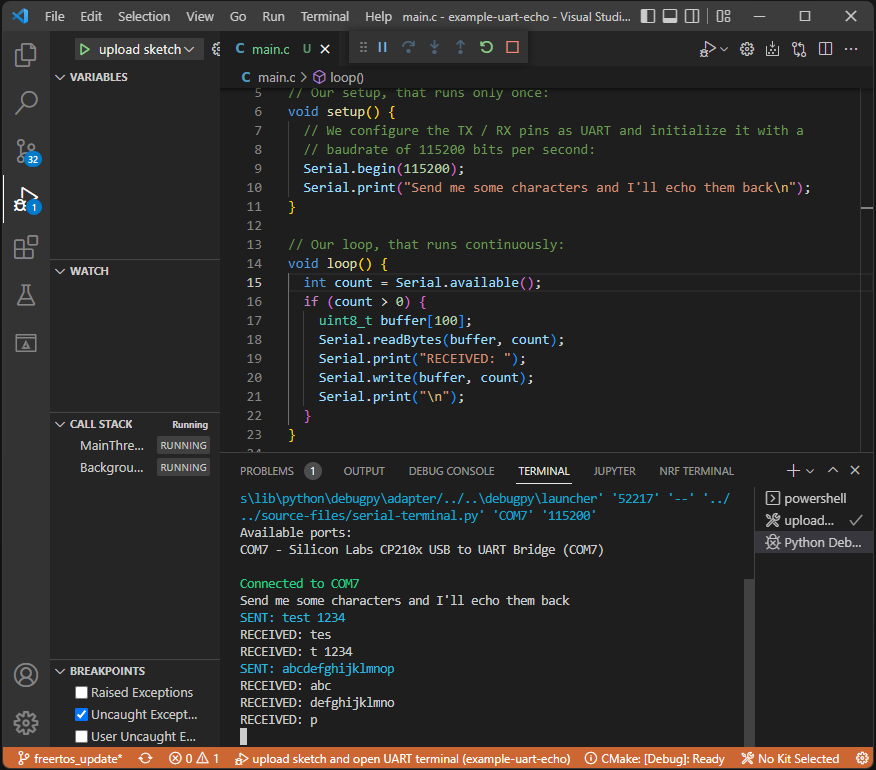 File Edit Selection View Go Run Terminal Help main.c - example-uart-echo - Visual Studi...
upload sketch
C main.c U
VARIABLES
C main.c > loop()
5 // Our setup, that runs only once:
6 void setup() {
7 // We configure the TX / RX pins as UART and initialize it with a
8 // baudrate of 115200 bits per second:
9 Serial.begin(115200);
10 Serial.print("Send me some characters and I'll echo them back\n");
11 }
12
13 // Our loop, that runs continuously:
14 void loop() {
15 int count = Serial.available();
16 if (count > 0) {
17 uint8_t buffer[100];
18 Serial.readBytes(buffer, count);
19 Serial.print("RECEIVED: ");
20 Serial.write(buffer, count);
21 Serial.print("\n");
22 }
23 }
24
32
1
WATCH
CALL STACK Running
MainThre... RUNNING
Backgrou... RUNNING
PROBLEMS 1 OUTPUT DEBUG CONSOLE TERMINAL JUPYTER NRF TERMINAL
s\lib\python\debugpy\adapter/../..\debugpy\launcher' '52217' '--' '../
../source-files/serial-terminal.py' 'COM7' '115200'
Available ports:
COM7 - Silicon Labs CP210x USB to UART Bridge (COM7)
Connected to COM7
Send me some characters and I'll echo them back
SENT: test 1234
RECEIVED: tes
RECEIVED: t 1234
SENT: abcdefghijklmnop
RECEIVED: abc
RECEIVED: defghijklmno
RECEIVED: p
powershell
upload...
Python Deb...
BREAKPOINTS
Raised Exceptions
Uncaught Except...
User Uncaught E...
freertos_update* 0 1 upload sketch and open UART terminal (example-uart-echo) CMake: [Debug]: Ready No Kit Selected